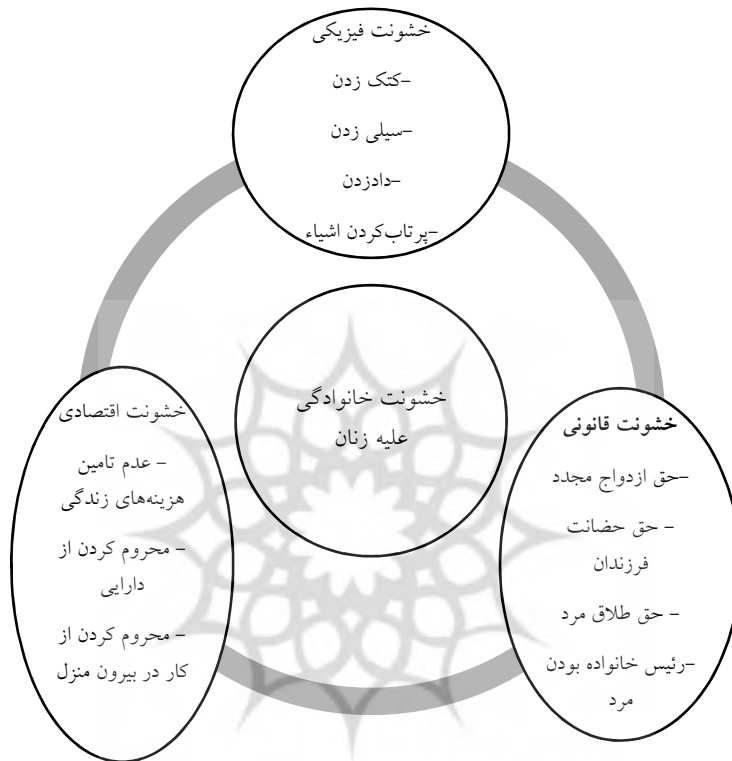 خشونت فیزیکی
-کتک زدن
-سیلی زدن
-دادزدن
-پرتاب‌کردن اشیاء
خشونت خانوادگی
علیه زنان
خشونت قانونی
-حق ازدواج مجدد
- حق حضانت
فرزندان
- حق طلاق مرد
-رئیس خانواده بودن
مرد
خشونت اقتصادی
- عدم تامین
هزینه‌های زندگی
- محروم کردن از
دارایی
- محروم کردن از
کار در بیرون منزل